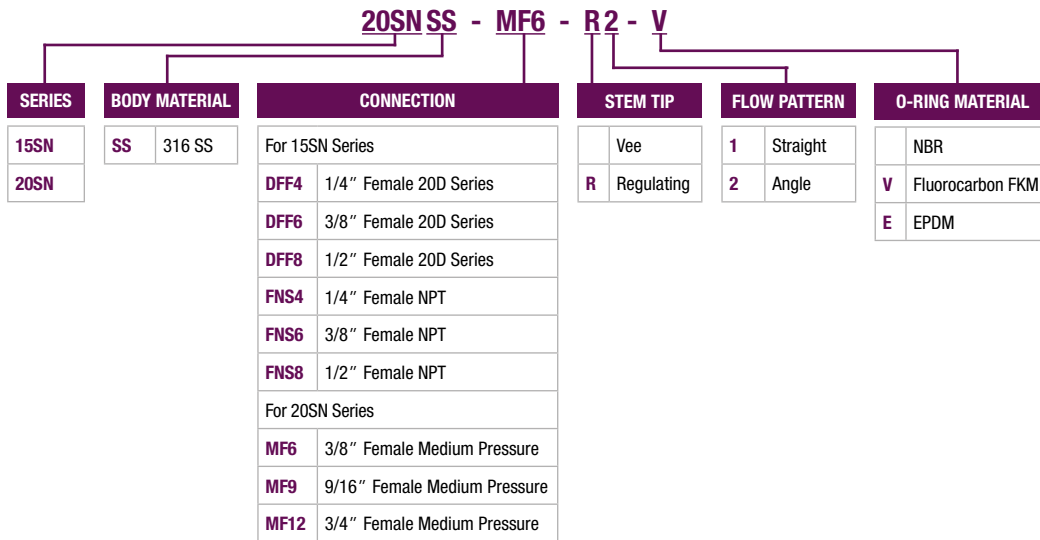 20SN SS - MF6 - R 2 - V
SERIES
15SN
20SN
BODY MATERIAL
SS 316 SS
CONNECTION
For 15SN Series
DFF4 1/4″ Female 20D Series
DFF6 3/8″ Female 20D Series
DFF8 1/2″ Female 20D Series
FNS4 1/4″ Female NPT
FNS6 3/8″ Female NPT
FNS8 1/2″ Female NPT
For 20SN Series
MF6 3/8″ Female Medium Pressure
MF9 9/16″ Female Medium Pressure
MF12 3/4″ Female Medium Pressure
STEM TIP
Vee
R Regulating
FLOW PATTERN
1 Straight
2 Angle
O-RING MATERIAL
NBR
V Fluorocarbon FKM
E EPDM